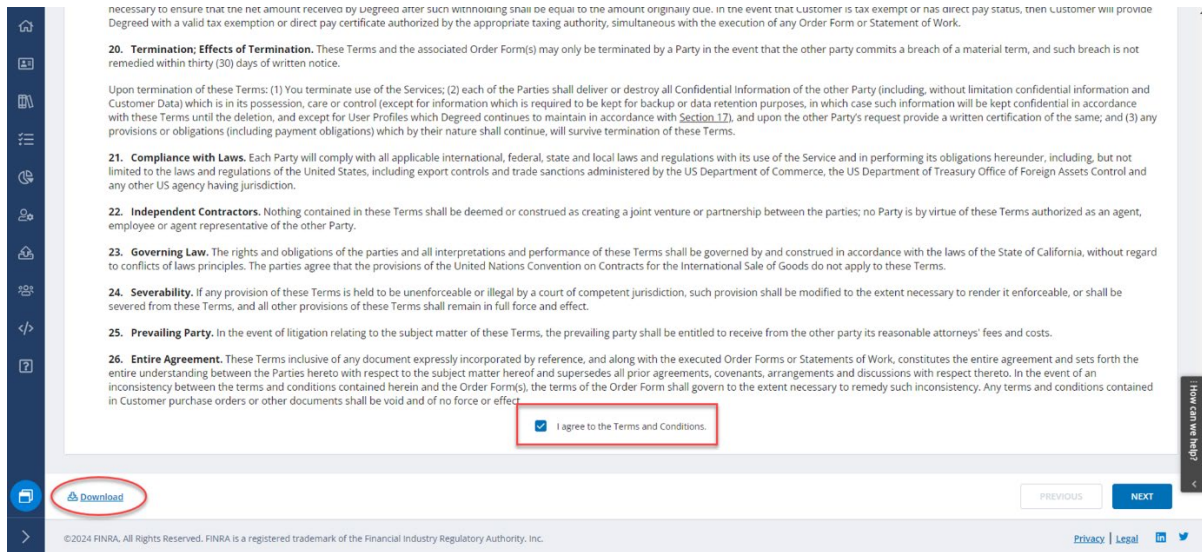 necessary to ensure that the net amount received by Degreed after such withholding shall be equal to the amount originally due. In the event that Customer is tax exempt or has direct pay status, then Customer will provide
Degreed with a valid tax exemption or direct pay certificate authorized by the appropriate taxing authority, simultaneous with the execution of any Order Form or Statement of Work.
20. Termination; Effects of Termination. These Terms and the associated Order Form(s) may only be terminated by a Party in the event that the other party commits a breach of a material term, and such breach is not
remedied within thirty (30) days of written notice.
Upon termination of these Terms: (1) You terminate use of the Services; (2) each of the Parties shall deliver or destroy all Confidential Information of the other Party (including, without limitation confidential information and
Customer Data) which is in its possession, care or control (except for information which is required to be kept for backup or data retention purposes, in which case such information will be kept confidential in accordance
with these Terms until the deletion, and except for User Profiles which Degreed continues to maintain in accordance with Section 17), and upon the other Party's request provide a written certification of the same; and (3) any
provisions or obligations (including payment obligations) which by their nature shall continue, will survive termination of these Terms.
21. Compliance with Laws. Each Party will comply with all applicable international, federal, state and local laws and regulations with its use of the Service and in performing its obligations hereunder, including, but not
limited to the laws and regulations of the United States, including export controls and trade sanctions administered by the US Department of Commerce, the US Department of Treasury Office of Foreign Assets Control and
any other US agency having jurisdiction.
22. Independent Contractors. Nothing contained in these Terms shall be deemed or construed as creating a joint venture or partnership between the parties; no Party is by virtue of these Terms authorized as an agent,
employee or agent representative of the other Party.
23. Governing Law. The rights and obligations of the parties and all interpretations and performance of these Terms shall be governed by and construed in accordance with the laws of the State of California, without regard
to conflicts of laws principles. The parties agree that the provisions of the United Nations Convention on Contracts for the International Sale of Goods do not apply to these Terms.
24. Severability. If any provision of these Terms is held to be unenforceable or illegal by a court of competent jurisdiction, such provision shall be modified to the extent necessary to render it enforceable, or shall be
severed from these Terms, and all other provisions of these Terms shall remain in full force and effect.
25. Prevailing Party. In the event of litigation relating to the subject matter of these Terms, the prevailing party shall be entitled to receive from the other party its reasonable attorneys' fees and costs.
26. Entire Agreement. These Terms inclusive of any document expressly incorporated by reference, and along with the executed Order Forms or Statements of Work, constitutes the entire agreement and sets forth the
entire understanding between the Parties hereto with respect to the subject matter hereof and supersedes all prior agreements, covenants, arrangements and discussions with respect thereto. In the event of an
inconsistency between the terms and conditions contained herein and the Order Form(s), the terms of the Order Form shall govern to the extent necessary to remedy such inconsistency. Any terms and conditions contained
in Customer purchase orders or other documents shall be void and of no force or effect
I agree to the Terms and Conditions.
How can we help?
Download
PREVIOUS
NEXT
©2024 FINRA, All Rights Reserved. FINRA is a registered trademark of the Financial Industry Regulatory Authority. Inc.
Privacy | Legal